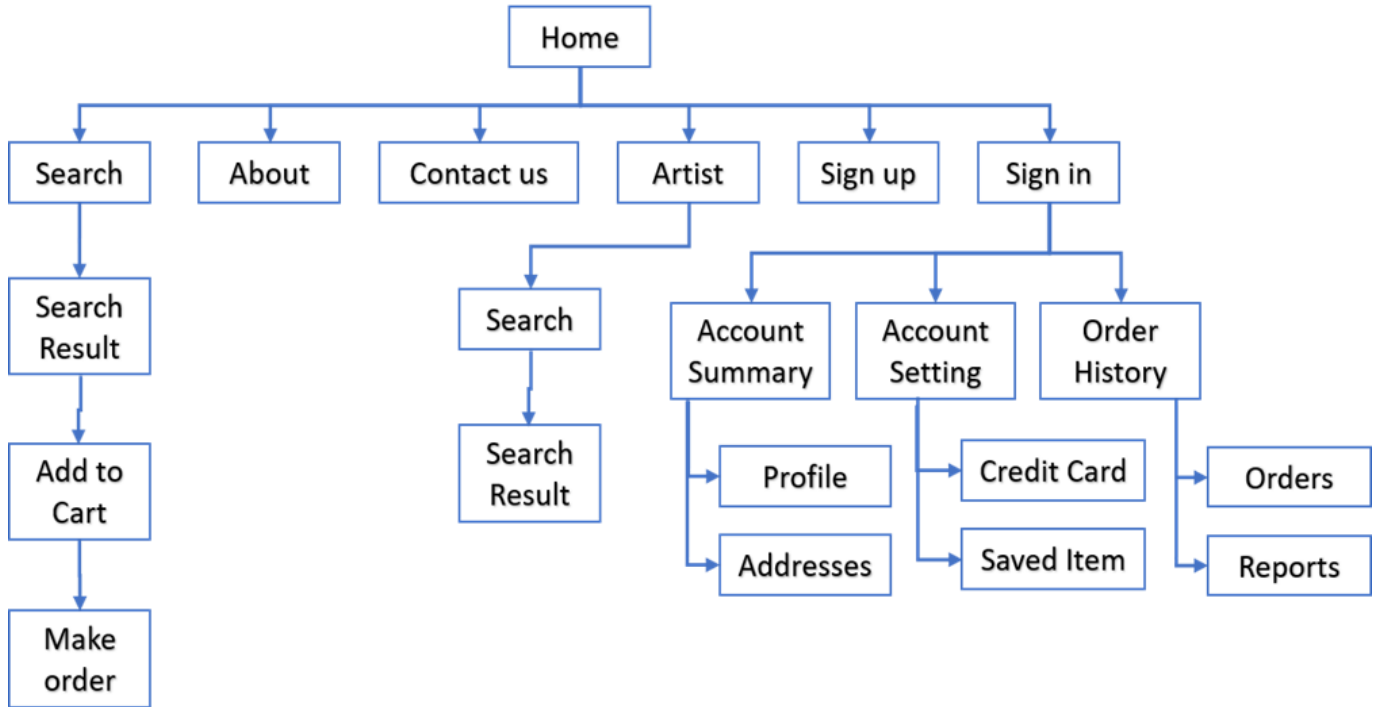 Home
Search
About
Contact us
Artist
Sign up
Sign in
Search
Result
Add to
Cart
Make
order
Search
Search
Result
Account
Summary
Profile
Addresses
Account
Setting
Credit Card
Saved Item
Order
History
Orders
Reports